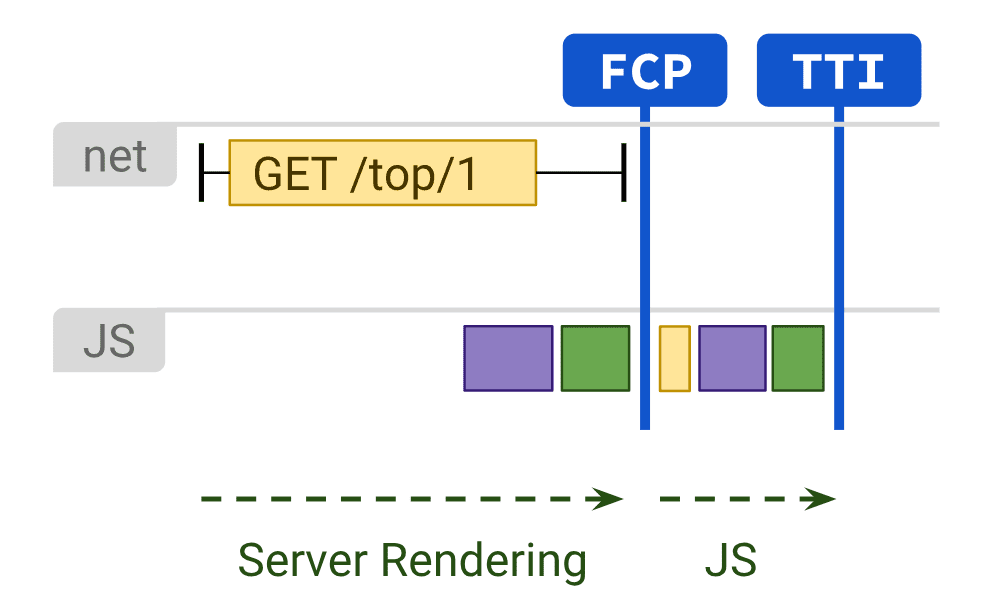 FCP TTI
net
GET /top/1
JS
Server Rendering JS